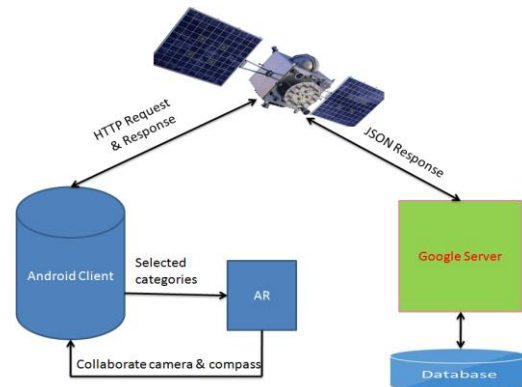 HTTP Request
& Response
JSON Response
Android Client
Selected
categories
AR
Google Server
Collaborate camera & compass
Database